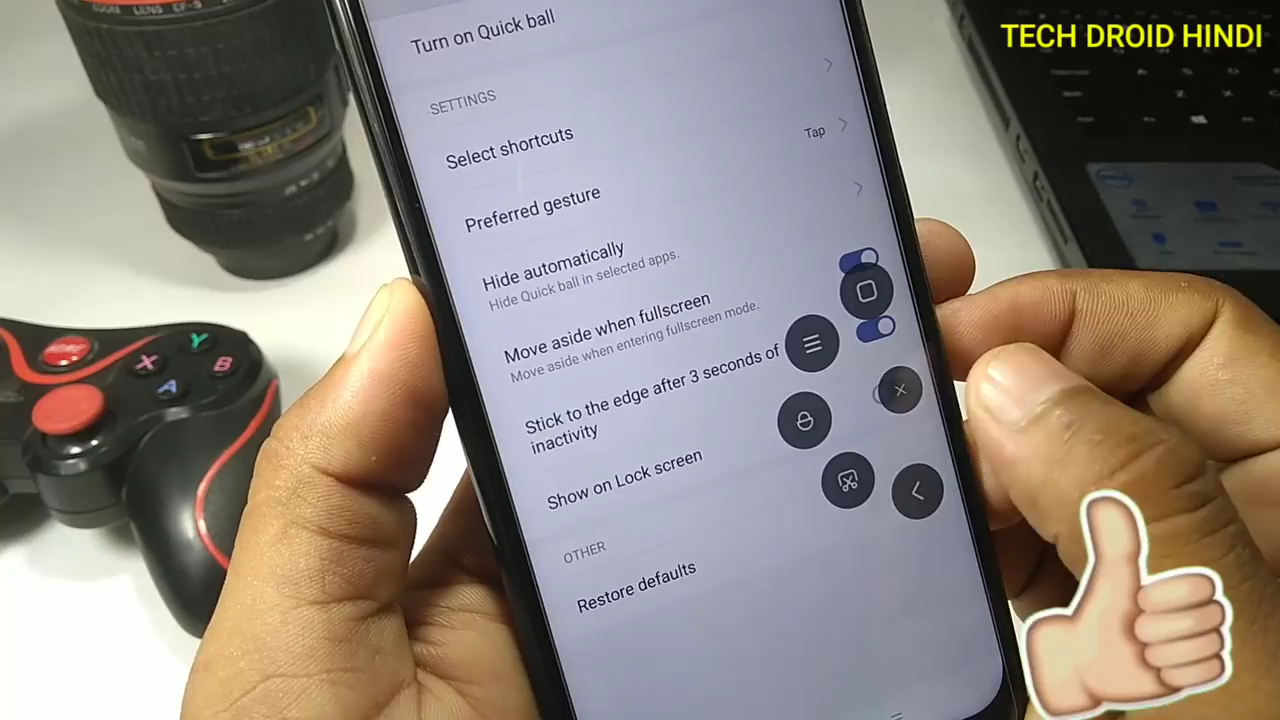 TECH DROID HINDI
Turn on Quick ball
SETTINGS
Select shortcuts
Tap
Preferred gesture
Hide automatically
Hide Quick ball in selected apps.
Move aside when fullscreen
Move aside when entering fullscreen mode.
Stick to the edge after 3 seconds of
inactivity
Show on Lock screen
OTHER
Restore defaults
X
Y
B
A